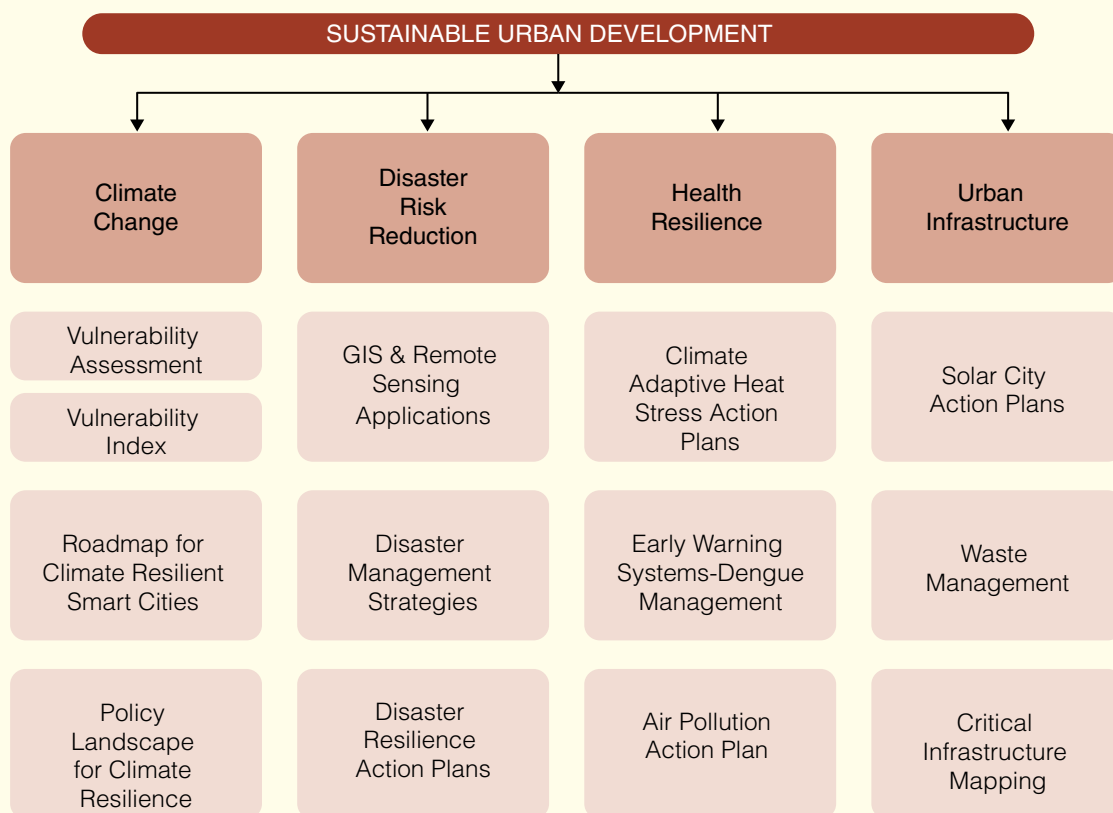 SUSTAINABLE URBAN DEVELOPMENT
Climate
Change
Disaster
Risk
Reduction
Health
Resilience
Urban
Infrastructure
Vulnerability
Assessment
Vulnerability
Index
GIS & Remote
Sensing
Applications
Climate
Adaptive Heat
Stress Action
Plans
Solar City
Action Plans
Roadmap for
Climate Resilient
Smart Cities
Disaster
Management
Strategies
Early Warning
Systems-Dengue
Management
Waste
Management
Policy
Landscape
for Climate
Resilience
Disaster
Resilience
Action Plans
Air Pollution
Action Plan
Critical
Infrastructure
Mapping